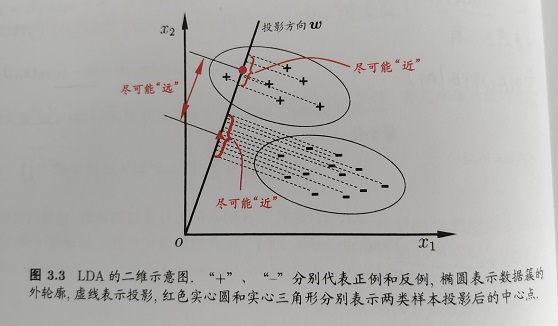 x₂
投影方向 w
尽可能“近”
尽可能“远”
尽可能“近”
O
x₁
图 3.3 LDA 的二维示意图. “+”、“−”分别代表正例和反例, 椭圆表示数据簇的
外轮廓, 虚线表示投影, 红色实心圆和实心三角形分别表示两类样本投影后的中心点.